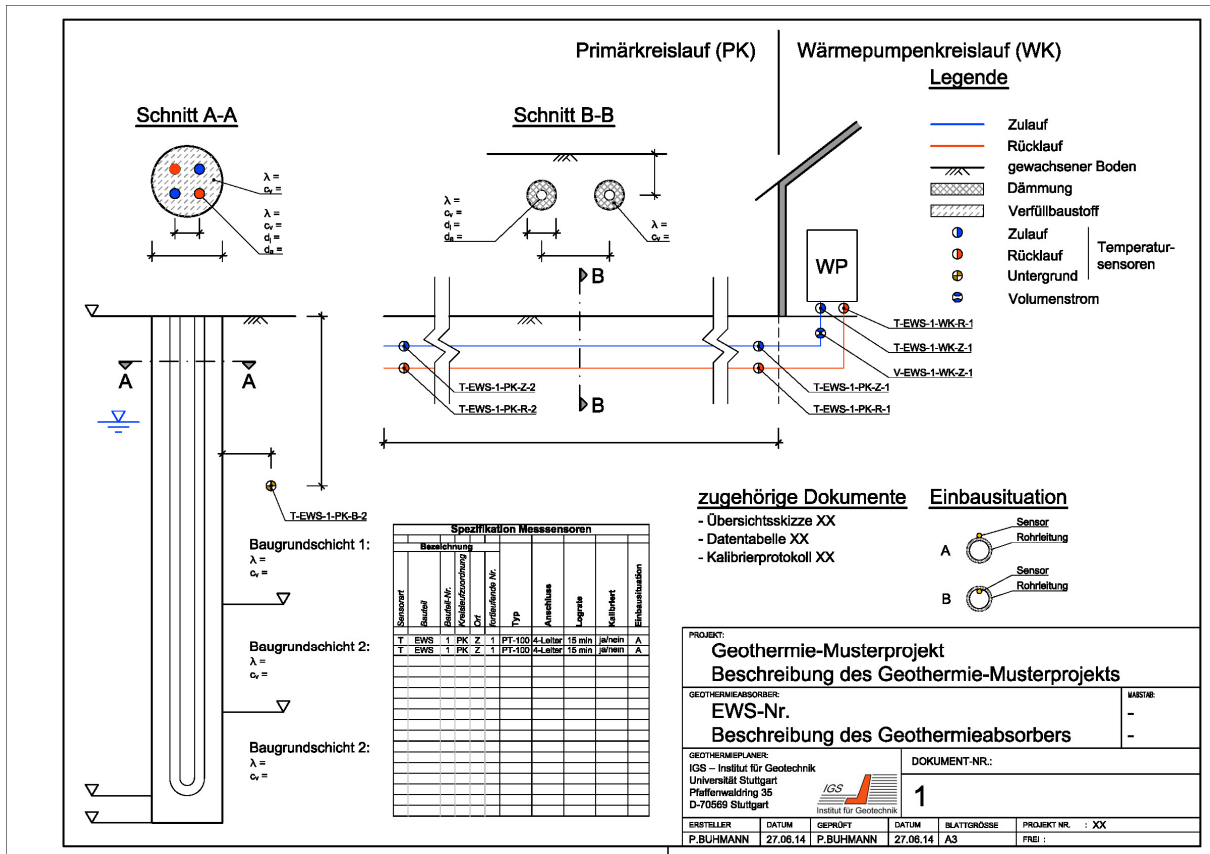 Primärkreislauf (PK)
Wärmepumpenkreislauf (WK)
Legende
Zulauf
Rücklauf
gewachsener Boden
Dämmung
Verfüllbaustoff
Zulauf
Rücklauf
Untergrund
Temperatur-
sensoren
Volumenstrom
Schnitt A-A
λ =
cᵥ =
λ =
cᵥ =
dᵢ =
dₐ =
Schnitt B-B
λ =
cᵥ =
dᵢ =
dₐ =
λ =
cᵥ =
B
B
WP
T-EWS-1-WK-R-1
T-EWS-1-WK-Z-1
V-EWS-1-WK-Z-1
T-EWS-1-PK-Z-2
T-EWS-1-PK-R-2
T-EWS-1-PK-Z-1
T-EWS-1-PK-R-1
A
A
T-EWS-1-PK-B-2
Baugrundschicht 1:
λ =
cᵥ =
Baugrundschicht 2:
λ =
cᵥ =
Baugrundschicht 2:
λ =
cᵥ =
Spezifikation Messsensoren
Bezeichnung
Sensorart
Bauteil
Bauteil-Nr.
Kreislaufzuordnung
Ort
fortlaufende Nr.
Typ
Anschluss
Lograte
Kalibriert
Einbausituation
T EWS 1 PK Z 1 PT-100 4-Leiter 15 min ja/nein A
T EWS 1 PK Z 1 PT-100 4-Leiter 15 min ja/nein A
zugehörige Dokumente
- Übersichtsskizze XX
- Datentabelle XX
- Kalibrierprotokoll XX
Einbausituation
A
Sensor
Rohrleitung
B
Sensor
Rohrleitung
PROJEKT:
Geothermie-Musterprojekt
Beschreibung des Geothermie-Musterprojekts
GEOTHERMIEABSORBER:
EWS-Nr.
Beschreibung des Geothermieabsorbers
MAßSTAB:
-
-
GEOTHERMIEPLANER:
IGS – Institut für Geotechnik
Universität Stuttgart
Pfaffenwaldring 35
D-70569 Stuttgart
IGS
Institut für Geotechnik
DOKUMENT-NR.:
1
ERSTELLER DATUM GEPRÜFT DATUM BLATTGRÖSSE PROJEKT NR. : XX
P.BUHMANN 27.06.14 P.BUHMANN 27.06.14 A3 FREI :